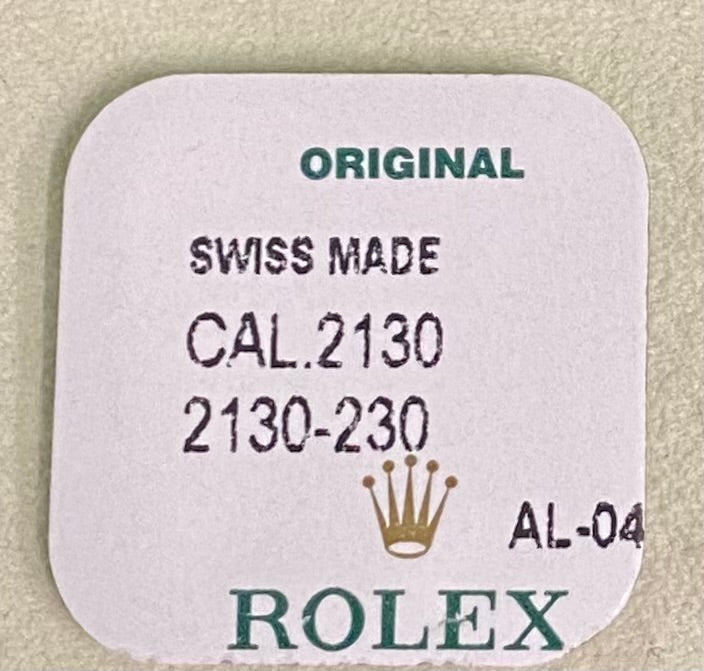 ORIGINAL
SWISS MADE
CAL.2130
2130-230
AL-04
ROLEX